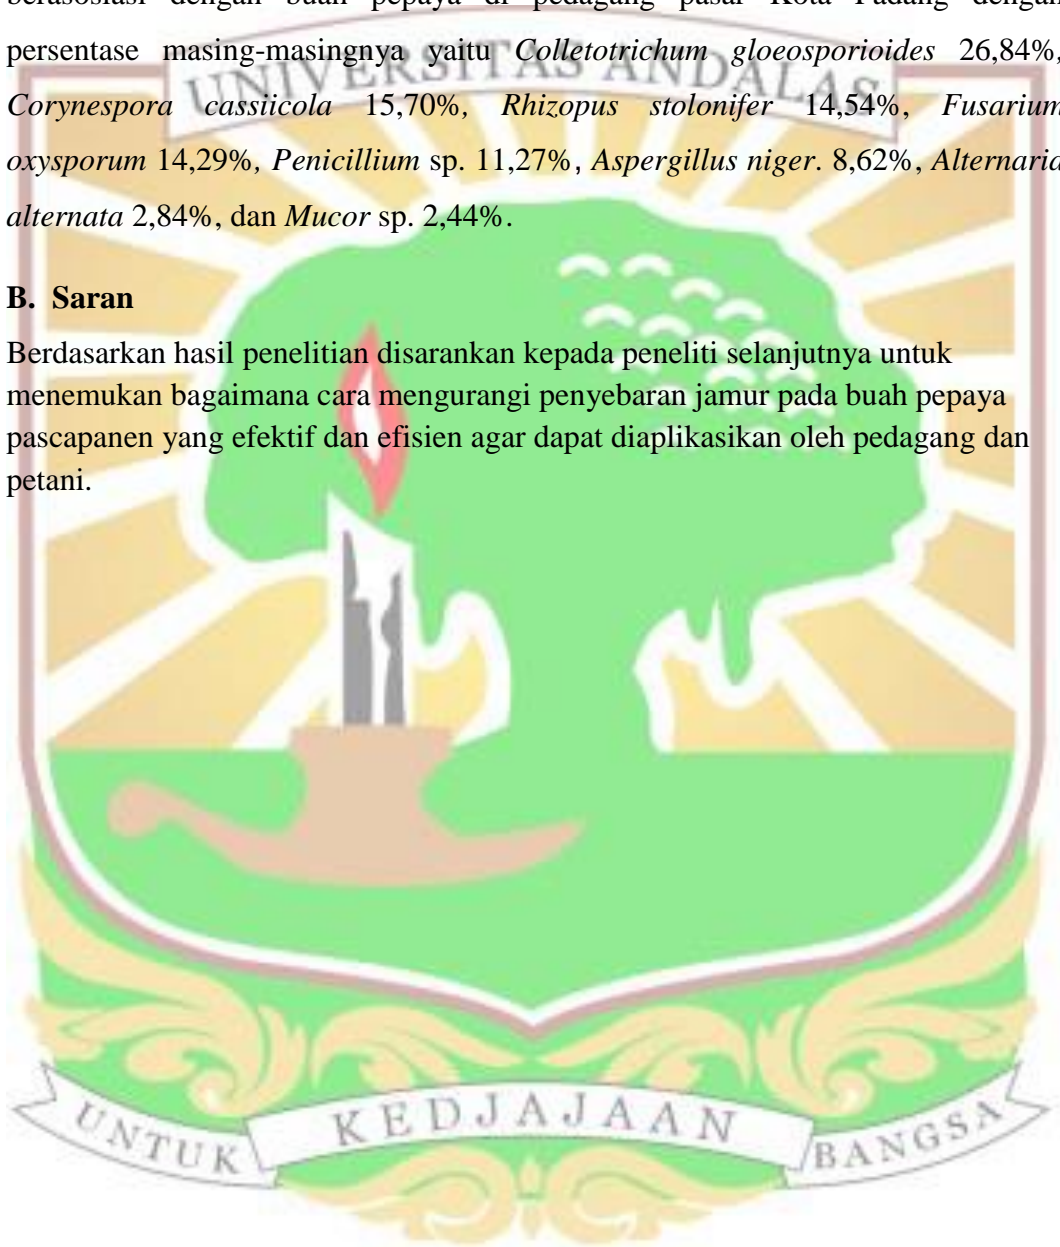 berasosiasi dengan buah pepaya di pedagang pasar Kota Padang dengan
persentase masing-masingnya yaitu Colletotrichum gloeosporioides 26,84%,
UNIVERSITAS ANDALAS
Corynespora cassiicola 15,70%, Rhizopus stolonifer 14,54%, Fusarium
oxysporum 14,29%, Penicillium sp. 11,27%, Aspergillus niger. 8,62%, Alternaria
alternata 2,84%, dan Mucor sp. 2,44%.
B. Saran
Berdasarkan hasil penelitian disarankan kepada peneliti selanjutnya untuk
menemukan bagaimana cara mengurangi penyebaran jamur pada buah pepaya
pascapanen yang efektif dan efisien agar dapat diaplikasikan oleh pedagang dan
petani.
UNTUK KEDJAJAAN BANGSA